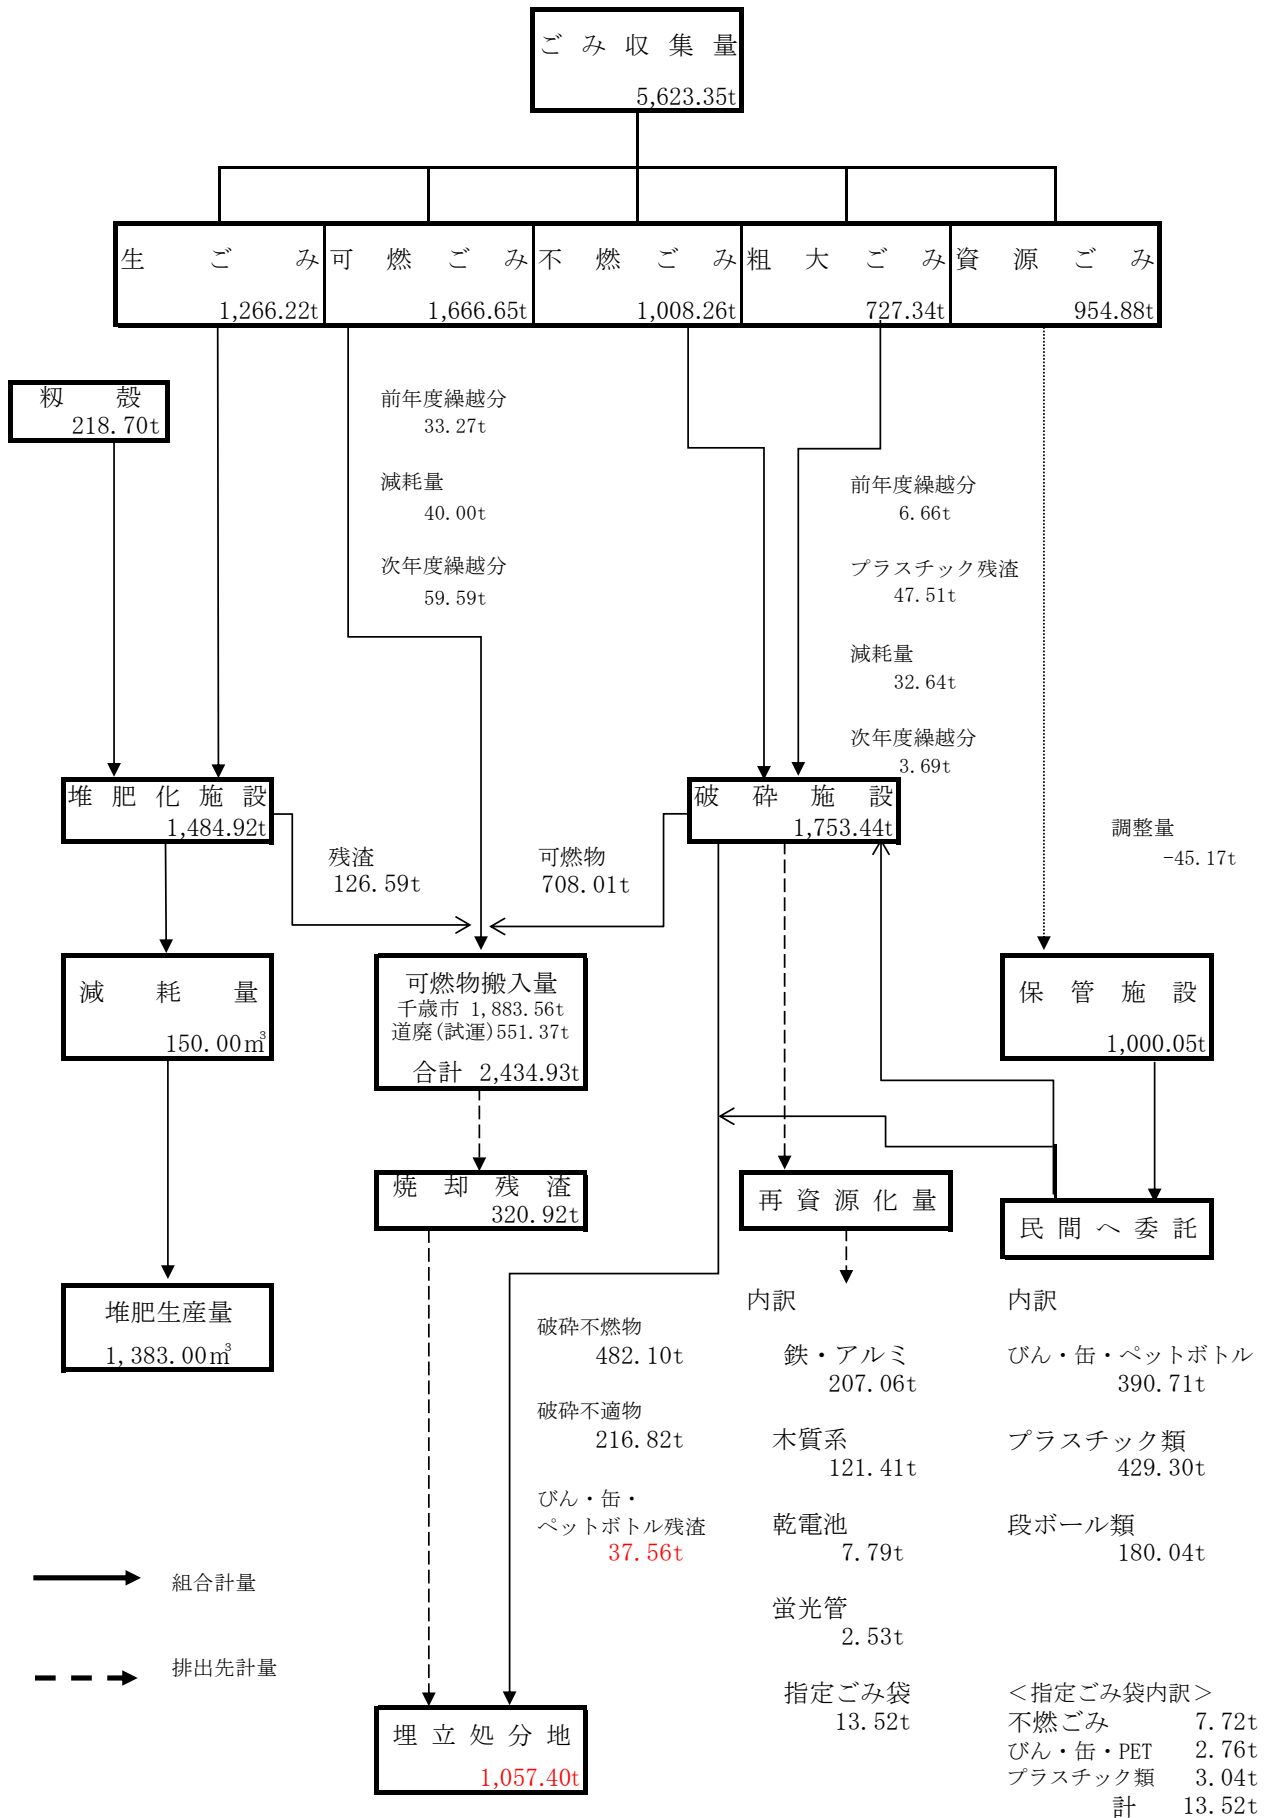 ごみ収集量
5,623.35t
生ごみ
1,266.22t
可燃ごみ
1,666.65t
不燃ごみ
1,008.26t
粗大ごみ
727.34t
資源ごみ
954.88t
籾殻
218.70t
前年度繰越分
33.27t
減耗量
40.00t
次年度繰越分
59.59t
前年度繰越分
6.66t
プラスチック残渣
47.51t
減耗量
32.64t
次年度繰越分
3.69t
堆肥化施設
1,484.92t
破砕施設
1,753.44t
調整量
-45.17t
残渣
126.59t
可燃物
708.01t
減耗量
150.00㎥
可燃物搬入量
千歳市 1,883.56t
道廃(試運)551.37t
合計 2,434.93t
保管施設
1,000.05t
焼却残渣
320.92t
再資源化量
民間へ委託
堆肥生産量
1,383.00㎥
破砕不燃物
482.10t
破砕不適物
216.82t
びん・缶・
ペットボトル残渣
37.56t
内訳
鉄・アルミ
207.06t
木質系
121.41t
乾電池
7.79t
蛍光管
2.53t
指定ごみ袋
13.52t
内訳
びん・缶・ペットボトル
390.71t
プラスチック類
429.30t
段ボール類
180.04t
<指定ごみ袋内訳>
不燃ごみ 7.72t
びん・缶・PET 2.76t
プラスチック類 3.04t
計 13.52t
組合計量
排出先計量
埋立処分地
1,057.40t